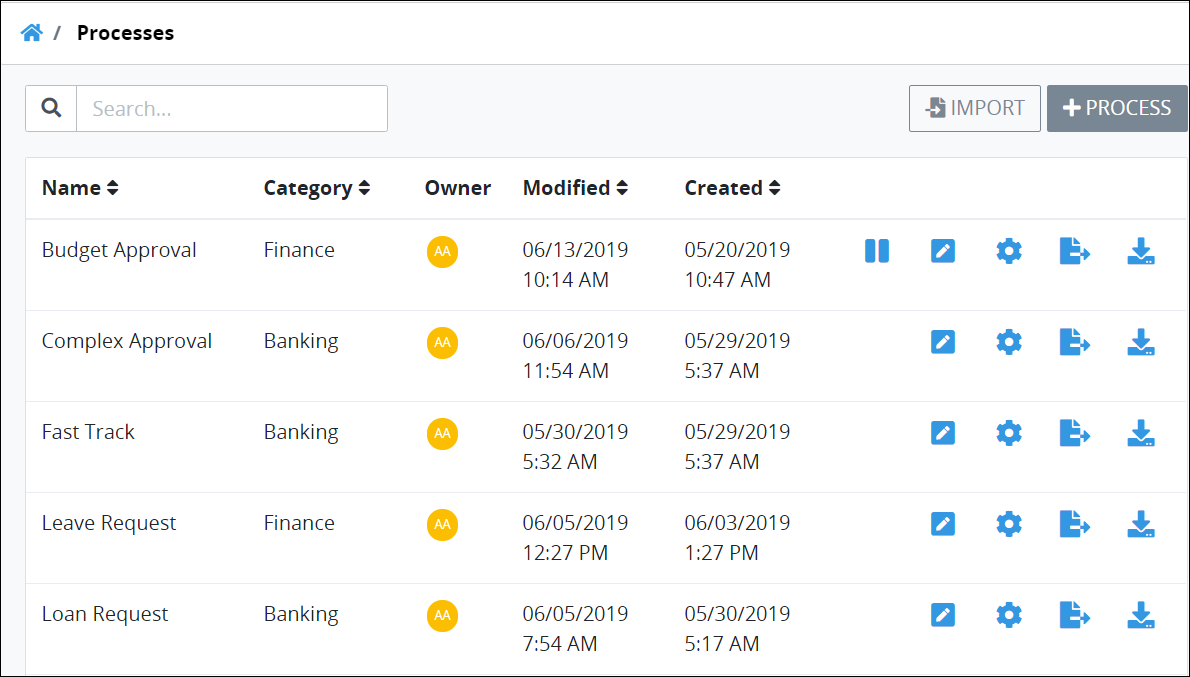 / Processes
Search...
IMPORT
PROCESS
Name Category Owner Modified Created
Budget Approval Finance AA 06/13/2019 05/20/2019
10:14 AM 10:47 AM
Complex Approval Banking AA 06/06/2019 05/29/2019
11:54 AM 5:37 AM
Fast Track Banking AA 05/30/2019 05/29/2019
5:32 AM 5:37 AM
Leave Request Finance AA 06/05/2019 06/03/2019
12:27 PM 1:27 PM
Loan Request Banking AA 06/05/2019 05/30/2019
7:54 AM 5:17 AM